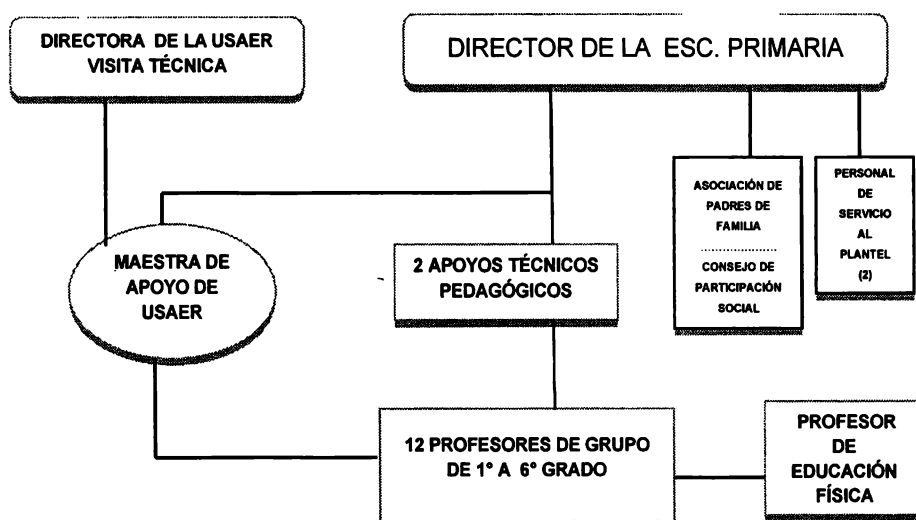 DIRECTORA DE LA USAER
VISITA TÉCNICA
DIRECTOR DE LA ESC. PRIMARIA
ASOCIACIÓN DE
PADRES DE
FAMILIA
CONSEJO DE
PARTICIPACIÓN
SOCIAL
PERSONAL
DE
SERVICIO
AL
PLANTEL
(2)
MAESTRA DE
APOYO DE
USAER
2 APOYOS TÉCNICOS
PEDAGÓGICOS
12 PROFESORES DE GRUPO
DE 1° A 6° GRADO
PROFESOR
DE
EDUCACIÓN
FÍSICA